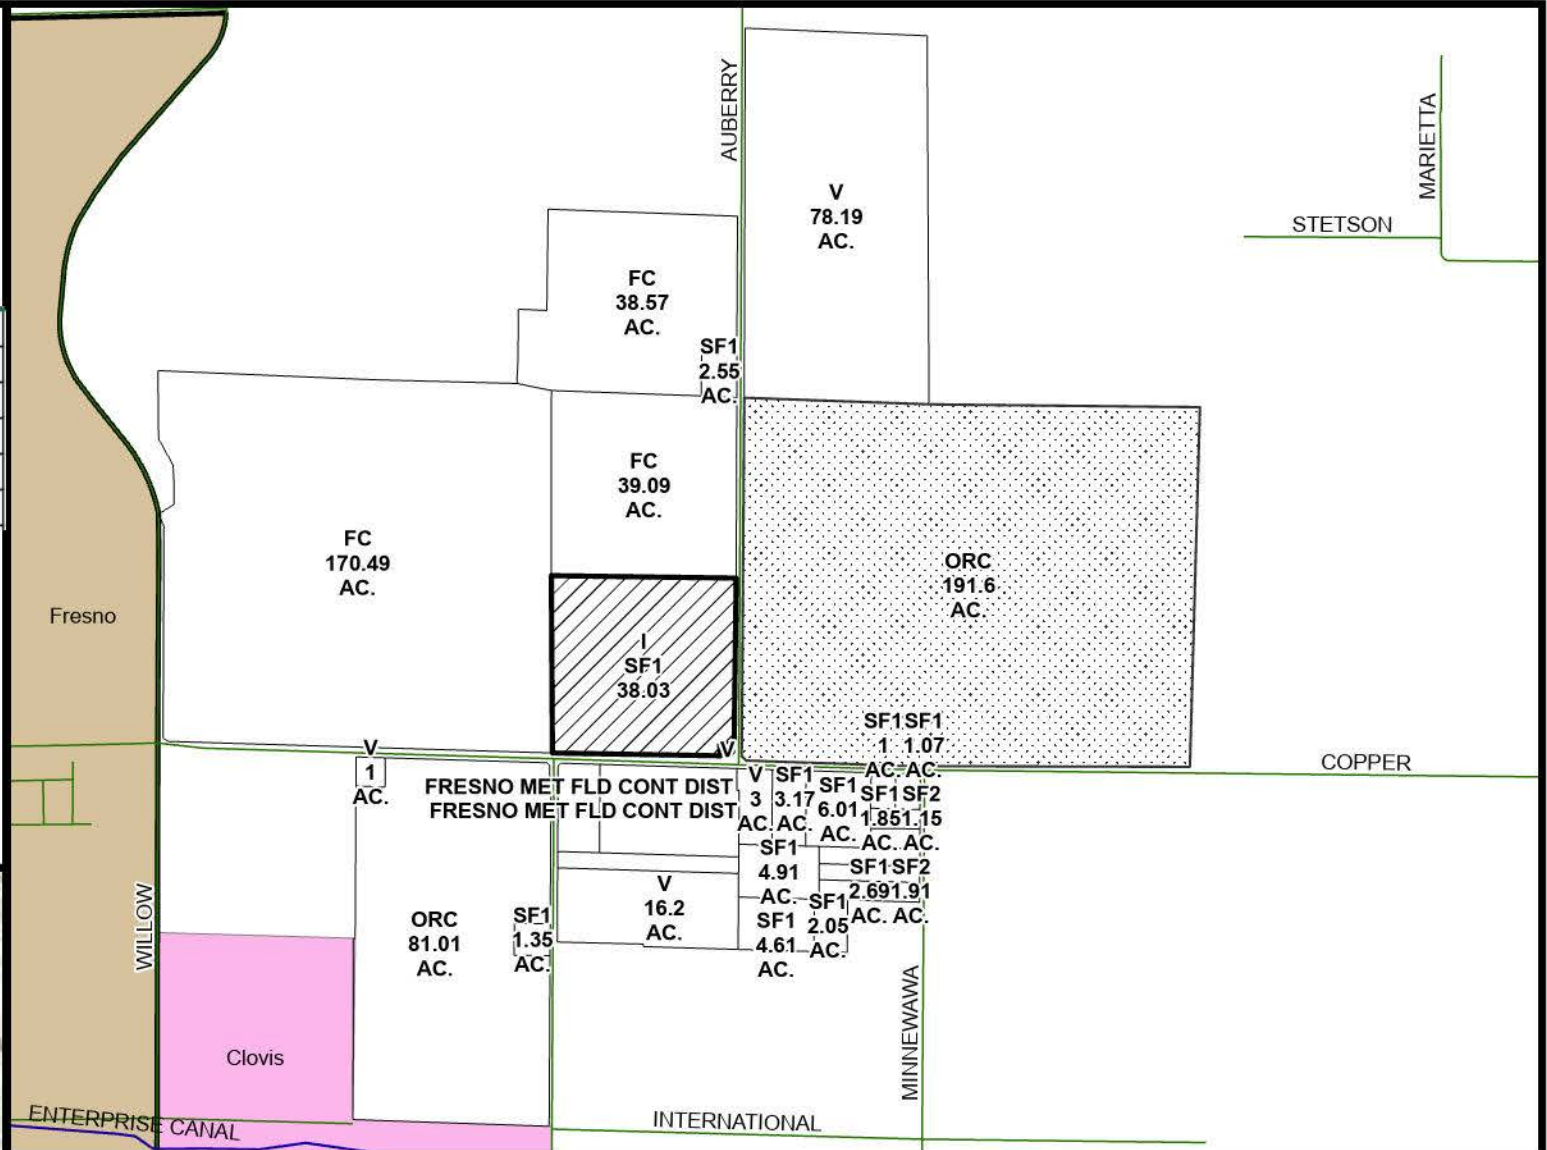 AUBERRY
MARIETTA
STETSON
V
78.19
AC.
FC
38.57
AC.
SF1
2.55
AC.
FC
39.09
AC.
FC
170.49
AC.
ORC
191.6
AC.
Fresno
I
SF1
38.03
V
V
1
AC.
COPPER
SF1
1
AC.
SF1
1.07
AC.
FRESNO MET FLD CONT DIST
FRESNO MET FLD CONT DIST
V
3
AC.
SF1
3.17
AC.
SF1
6.01
AC.
SF1
1.85
AC.
SF2
1.15
AC.
SF1
4.91
AC.
SF1
2.69
AC.
SF2
1.91
AC.
V
16.2
AC.
SF1
4.61
AC.
SF1
2.05
AC.
ORC
81.01
AC.
SF1
1.35
AC.
WILLOW
MINNEWAWA
Clovis
ENTERPRISE CANAL
INTERNATIONAL